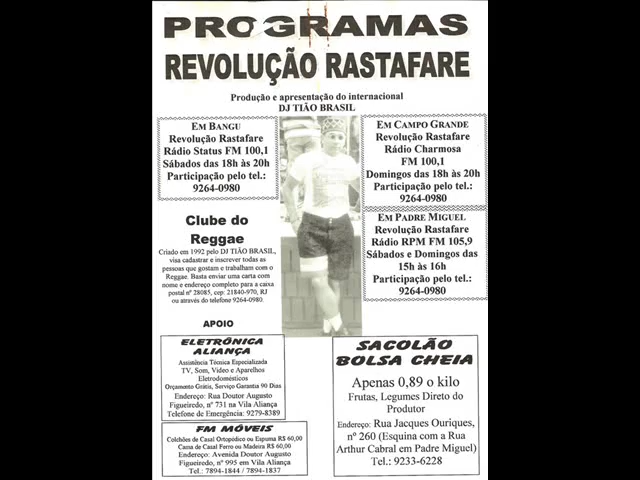 PROGRAMAS
REVOLUÇÃO RASTAFARE
Produção e apresentação do internacional
DJ TIÃO BRASIL
EM BANGU
Revolução Rastafare
Rádio Status FM 100,1
Sábados das 18h às 20h
Participação pelo tel.:
9264-0980
EM CAMPO GRANDE
Revolução Rastafare
Rádio Charmosa
FM 100,1
Domingos das 18h às 20h
Participação pelo tel.:
9264-0980
EM PADRE MIGUEL
Revolução Rastafare
Rádio RPM FM 105,9
Sábados e Domingos das
15h às 16h
Participação pelo tel.:
9264-0980
Clube do
Reggae
Criado em 1992 pelo DJ TIÃO BRASIL,
visa cadastrar e inscrever todas as
pessoas que gostam e trabalham com o
Reggae. Basta enviar uma carta com
nome e endereço completo para a caixa
postal nº 28085, cep: 21840-970, RJ
ou através do telefone 9264-0980.
APOIO
ELETRÔNICA
ALIANÇA
Assistência Técnica Especializada
TV, Som, Vídeo e Aparelhos
Eletrodomésticos
Orçamento Grátis, Serviço Garantia 90 Dias
Endereço: Rua Doutor Augusto
Figueiredo, nº 731 na Vila Aliança
Telefone de Emergência: 9279-8389
FM MÓVEIS
Colchões de Casal Ortopédico ou Espuma R$ 60,00
Cama de Casal Ferro ou Madeira R$ 60,00
Endereço: Avenida Doutor Augusto
Figueiredo, nº 995 em Vila Aliança
Tel.: 7894-1844 / 7894-1837
SACOLÃO
BOLSA CHEIA
Apenas 0,89 o kilo
Frutas, Legumes Direto do
Produtor
Endereço: Rua Jacques Ouriques,
nº 260 (Esquina com a Rua
Arthur Cabral em Padre Miguel)
Tel.: 9233-6228